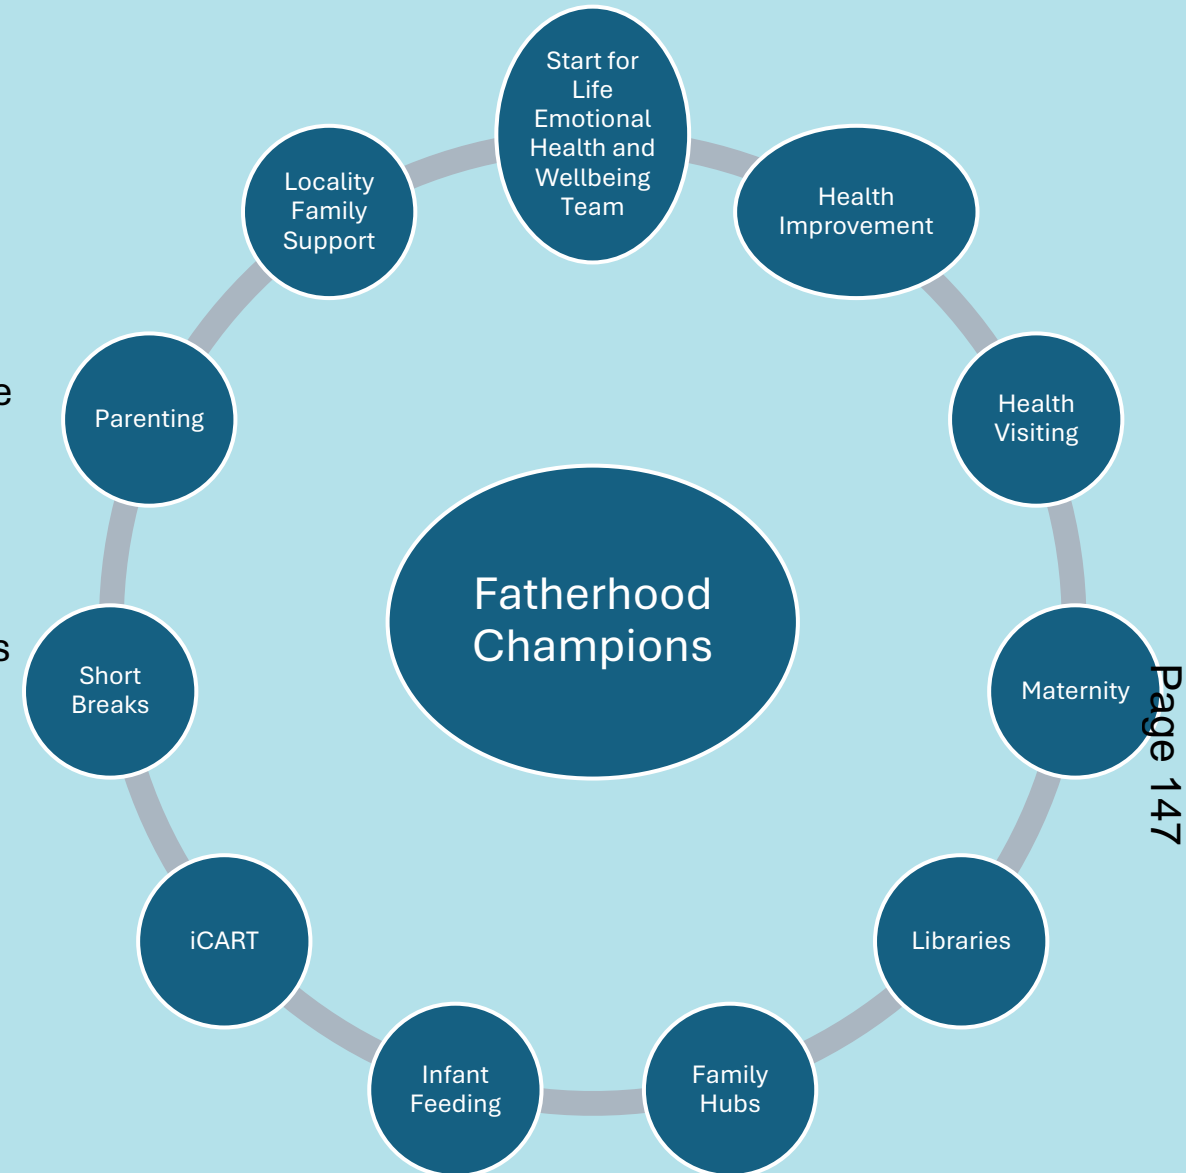 Start for
Life
Emotional
Health and
Wellbeing
Team
Health
Improvement
Health
Visiting
Maternity
Libraries
Family
Hubs
Infant
Feeding
iCART
Short
Breaks
Parenting
Locality
Family
Support
Fatherhood
Champions
e
s
Page 147